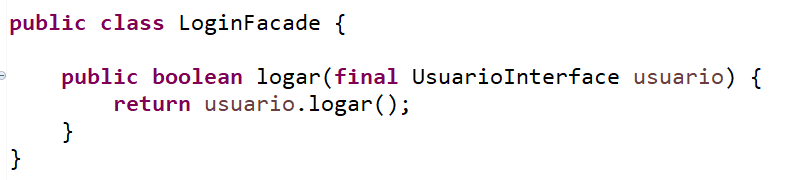 public class LoginFacade {
public boolean logar(final UsuarioInterface usuario) {
return usuario.logar();
}
}